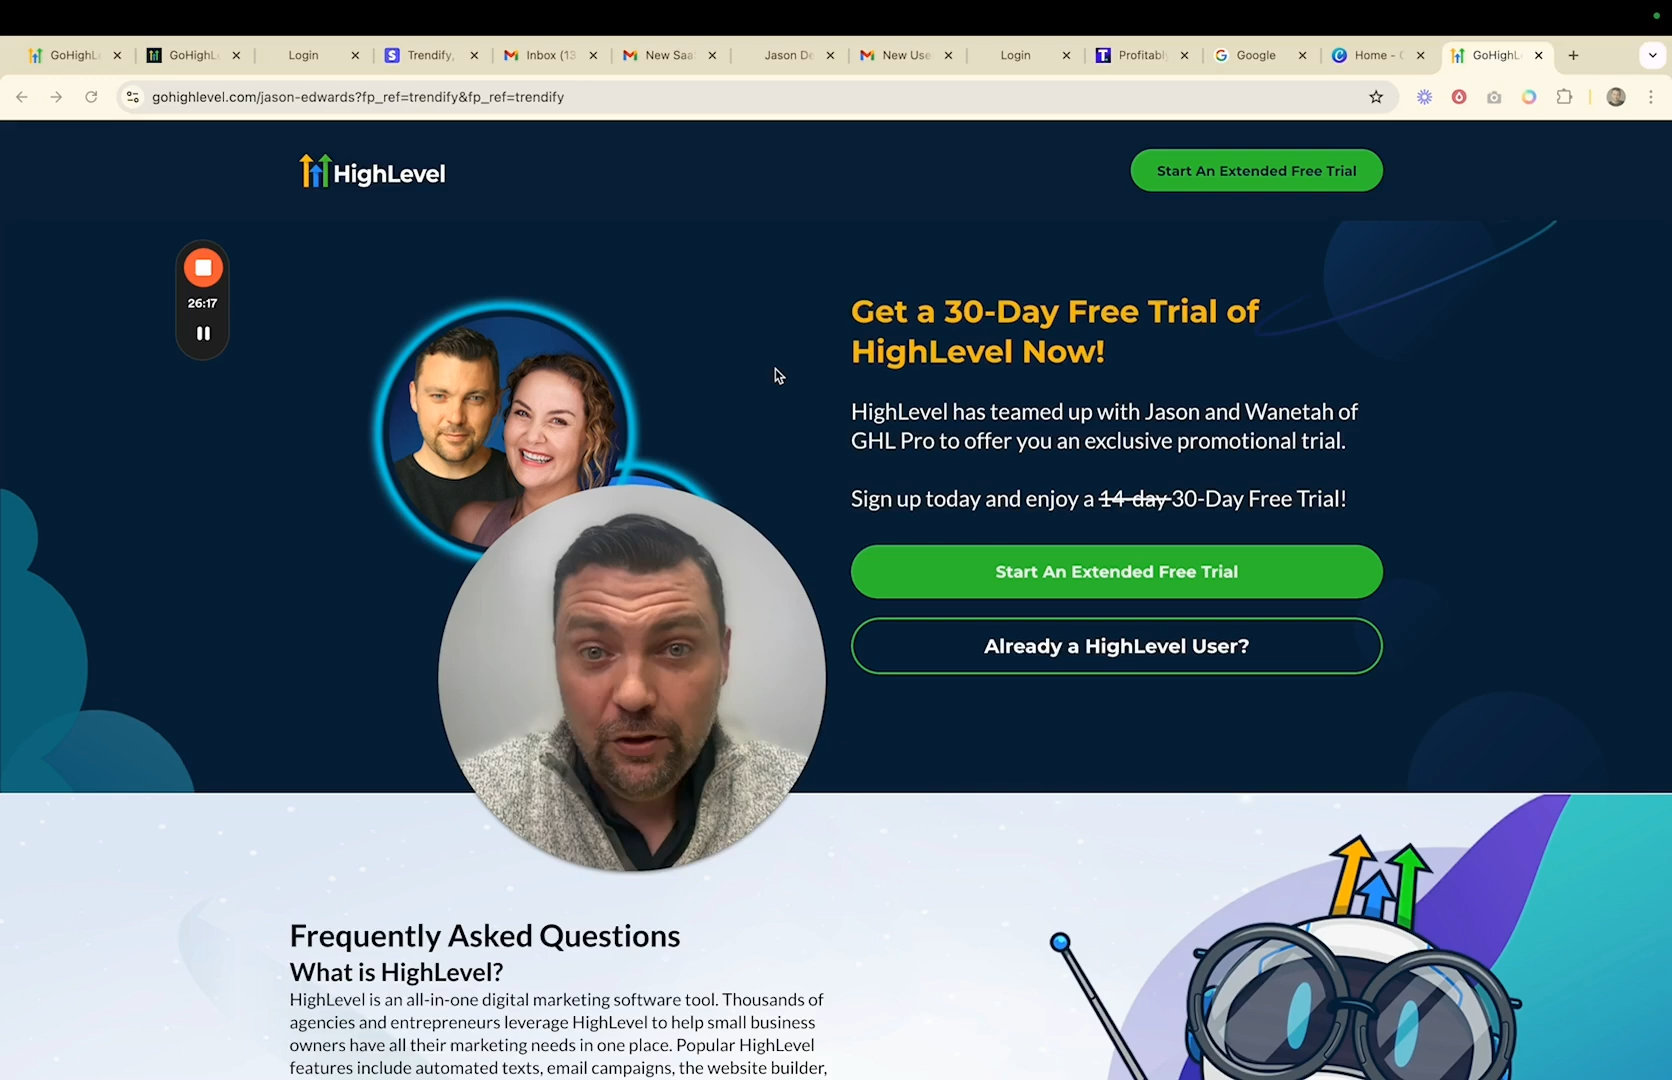 GoHighLe
GoHighLe
Login
Trendify,
Inbox (13
New Saa
Jason De
New Use
Login
Profitabl
Google
Home - C
GoHighLe
gohighlevel.com/jason-edwards?fp_ref=trendify&fp_ref=trendify
HighLevel
Start An Extended Free Trial
26:17
Get a 30-Day Free Trial of
HighLevel Now!
HighLevel has teamed up with Jason and Wanetah of
GHL Pro to offer you an exclusive promotional trial.
Sign up today and enjoy a 14-day 30-Day Free Trial!
Start An Extended Free Trial
Already a HighLevel User?
Frequently Asked Questions
What is HighLevel?
HighLevel is an all-in-one digital marketing software tool. Thousands of
agencies and entrepreneurs leverage HighLevel to help small business
owners have all their marketing needs in one place. Popular HighLevel
features include automated texts, email campaigns, the website builder,